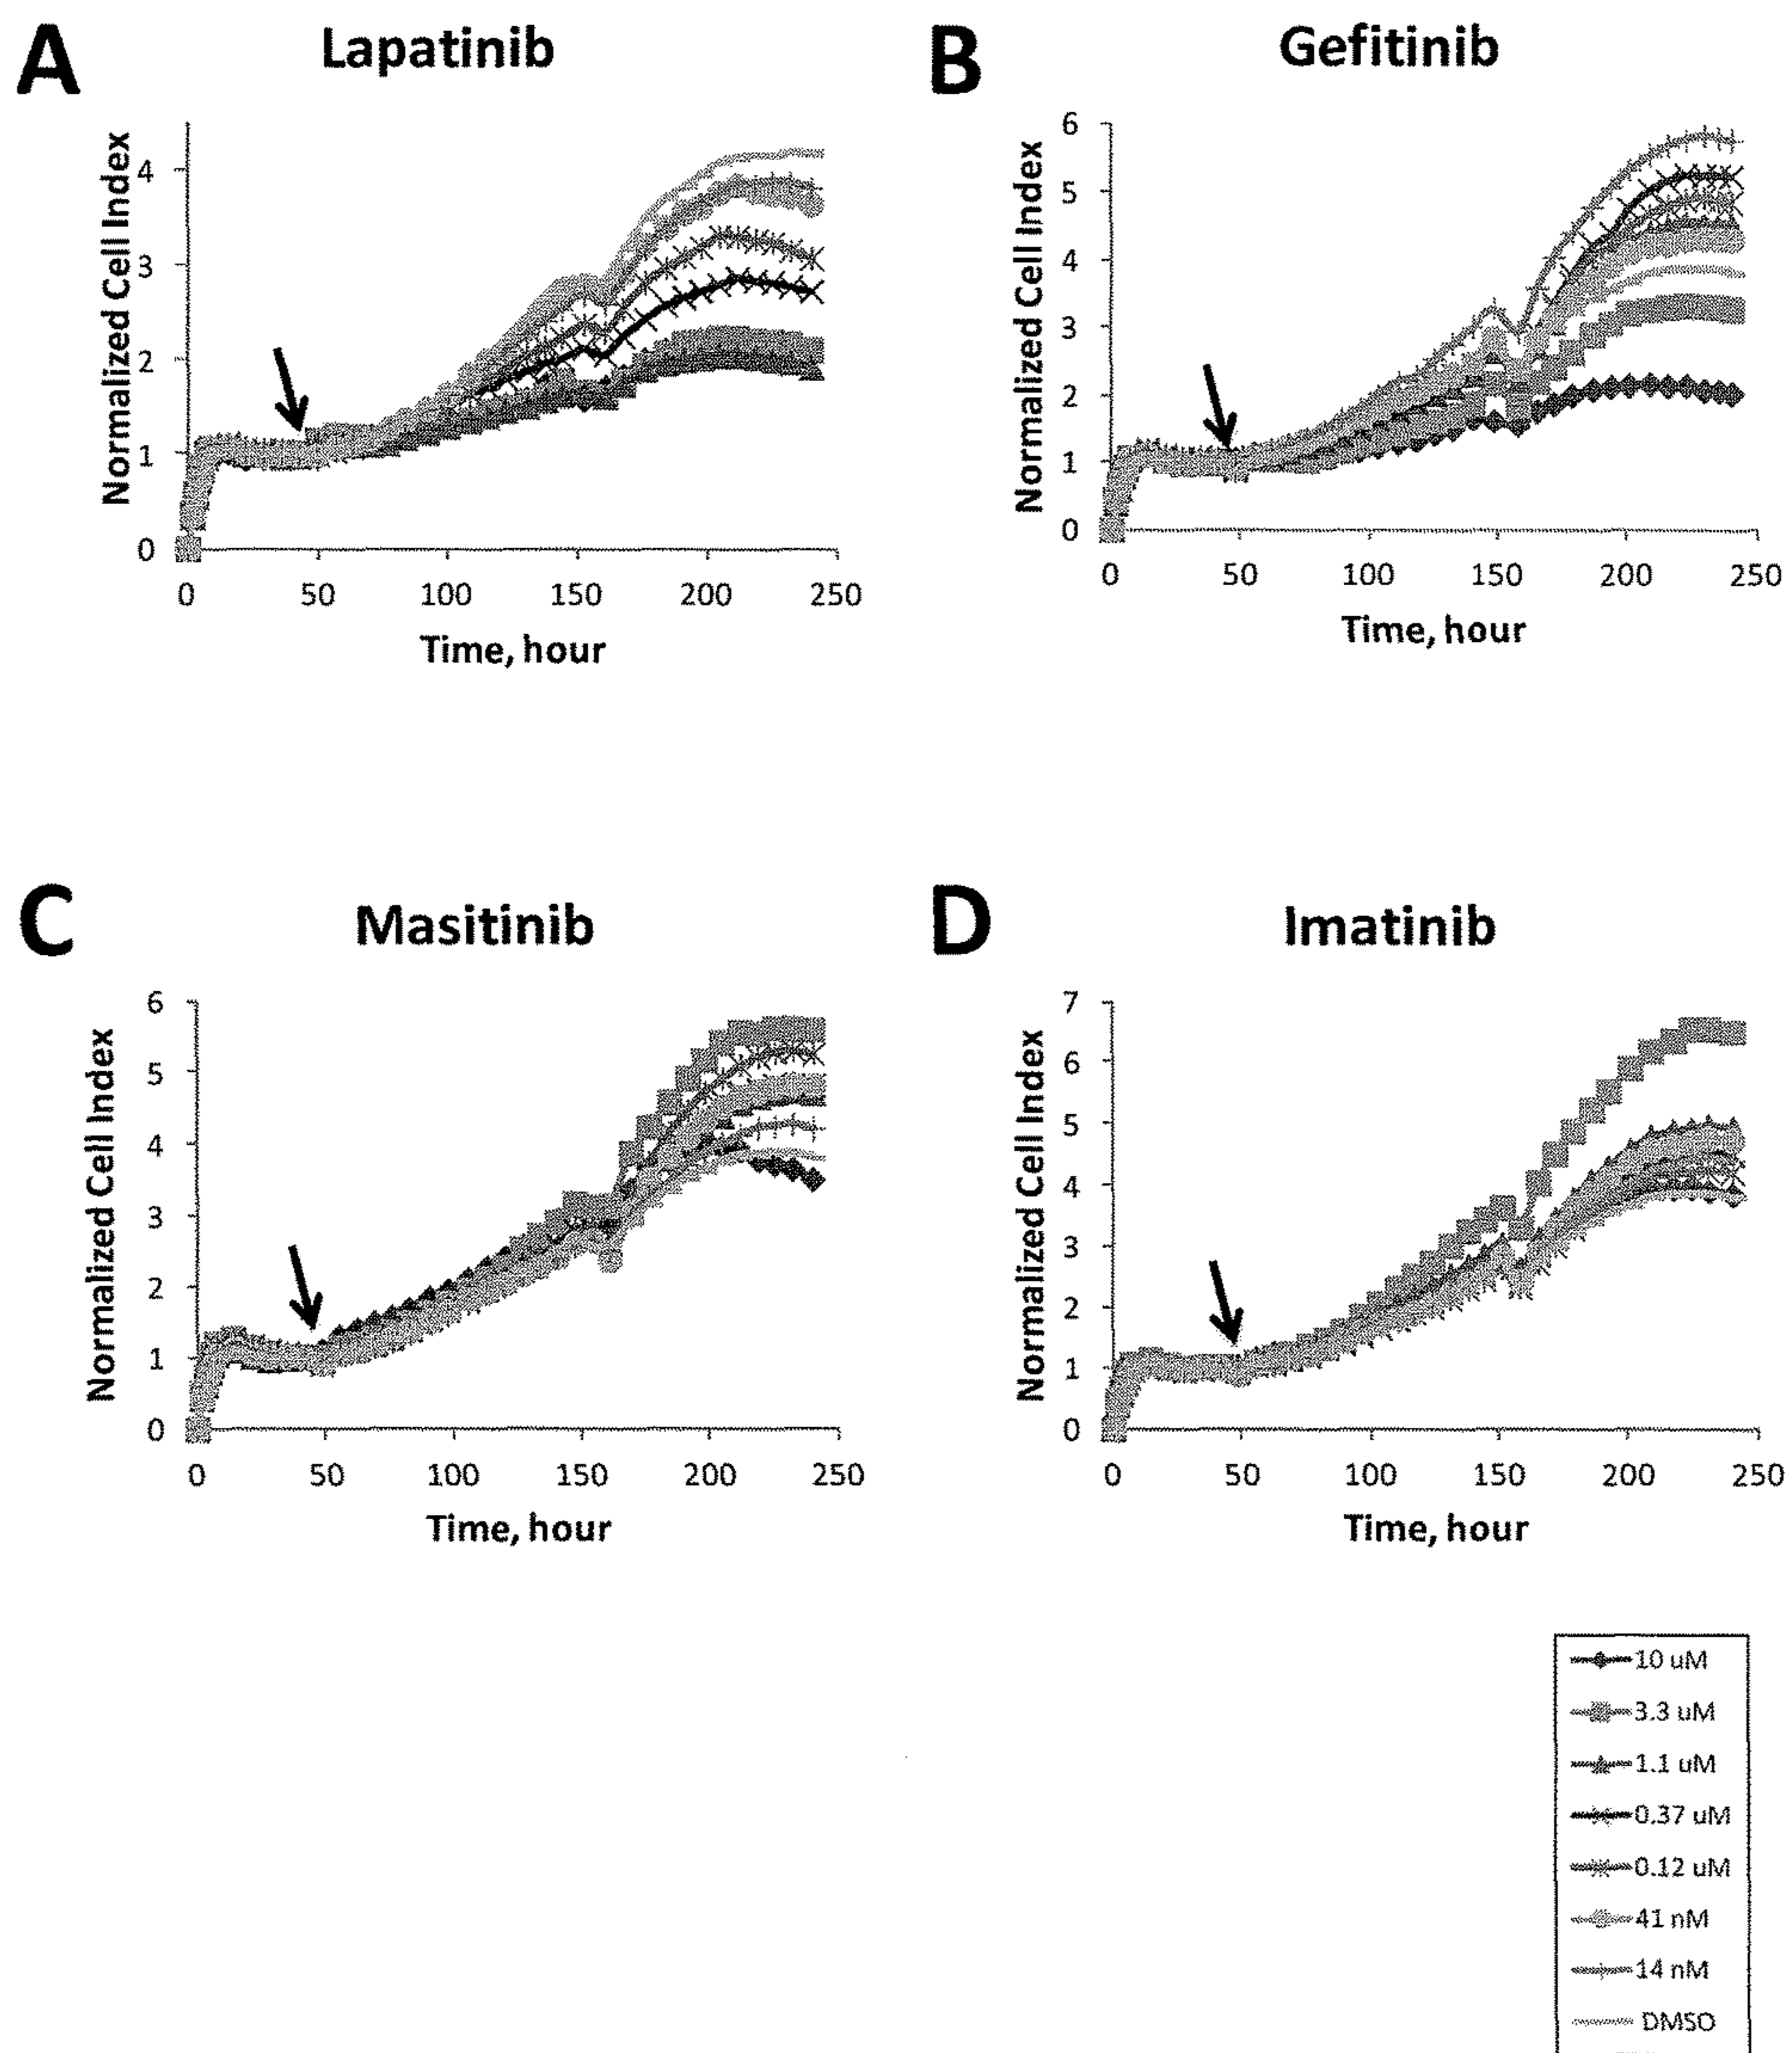 A
Lapatinib
Normalized Cell Index
4
3
2
1
0
0 50 100 150 200 250
Time, hour
B
Gefitinib
Normalized Cell Index
6
5
4
3
2
1
0
0 50 100 150 200 250
Time, hour
C
Masitinib
Normalized Cell Index
6
5
4
3
2
1
0
0 50 100 150 200 250
Time, hour
D
Imatinib
Normalized Cell Index
7
6
5
4
3
2
1
0
0 50 100 150 200 250
Time, hour
10 uM
3.3 uM
1.1 uM
0.37 uM
0.12 uM
41 nM
14 nM
DMSO